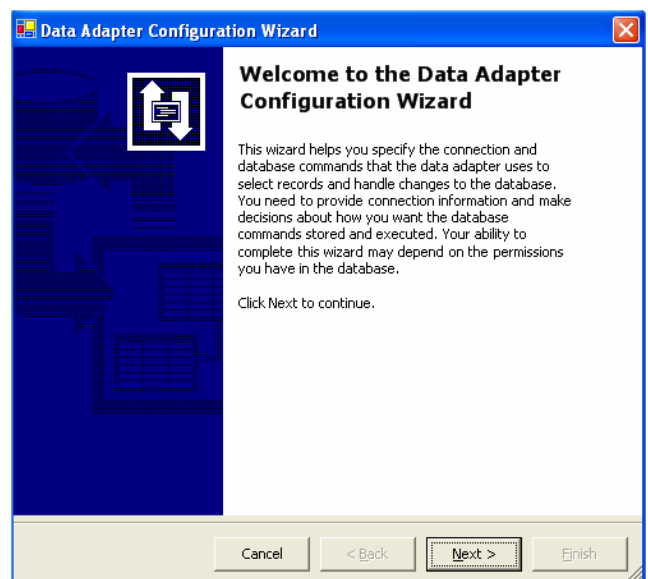 Data Adapter Configuration Wizard
Welcome to the Data Adapter
Configuration Wizard
This wizard helps you specify the connection and
database commands that the data adapter uses to
select records and handle changes to the database.
You need to provide connection information and make
decisions about how you want the database
commands stored and executed. Your ability to
complete this wizard may depend on the permissions
you have in the database.
Click Next to continue.
Cancel < Back Next > Finish